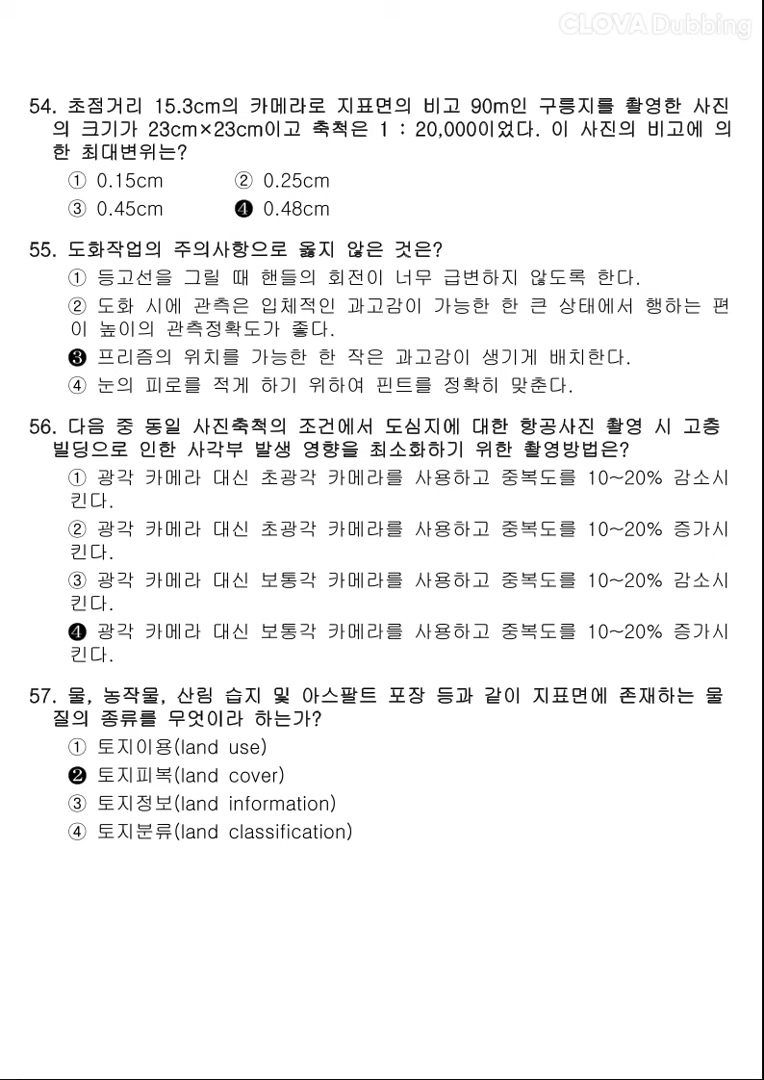 CLOVA Dubbing
54. 초점거리 15.3cm의 카메라로 지표면의 비고 90m인 구릉지를 촬영한 사진
의 크기가 23cm×23cm이고 축척은 1 : 20,000이었다. 이 사진의 비고에 의
한 최대변위는?
① 0.15cm ② 0.25cm
③ 0.45cm ❹ 0.48cm
55. 도화작업의 주의사항으로 옳지 않은 것은?
① 등고선을 그릴 때 핸들의 회전이 너무 급변하지 않도록 한다.
② 도화 시에 관측은 입체적인 과고감이 가능한 한 큰 상태에서 행하는 편
이 높이의 관측정확도가 좋다.
❸ 프리즘의 위치를 가능한 한 작은 과고감이 생기게 배치한다.
④ 눈의 피로를 적게 하기 위하여 핀트를 정확히 맞춘다.
56. 다음 중 동일 사진축척의 조건에서 도심지에 대한 항공사진 촬영 시 고층
빌딩으로 인한 사각부 발생 영향을 최소화하기 위한 촬영방법은?
① 광각 카메라 대신 초광각 카메라를 사용하고 중복도를 10~20% 감소시
킨다.
② 광각 카메라 대신 초광각 카메라를 사용하고 중복도를 10~20% 증가시
킨다.
③ 광각 카메라 대신 보통각 카메라를 사용하고 중복도를 10~20% 감소시
킨다.
❹ 광각 카메라 대신 보통각 카메라를 사용하고 중복도를 10~20% 증가시
킨다.
57. 물, 농작물, 산림 습지 및 아스팔트 포장 등과 같이 지표면에 존재하는 물
질의 종류를 무엇이라 하는가?
① 토지이용(land use)
❷ 토지피복(land cover)
③ 토지정보(land information)
④ 토지분류(land classification)